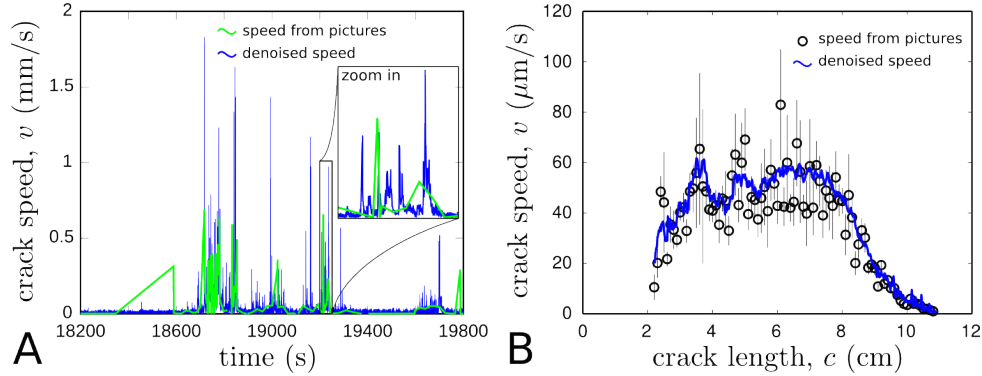 crack speed, v (mm/s)
2
1.5
1
0.5
0
speed from pictures
denoised speed
zoom in
18200 18600 19000 19400 19800
time (s)
A
crack speed, v (μm/s)
120
100
80
60
40
20
0
speed from pictures
denoised speed
0 2 4 6 8 10 12
crack length, c (cm)
B